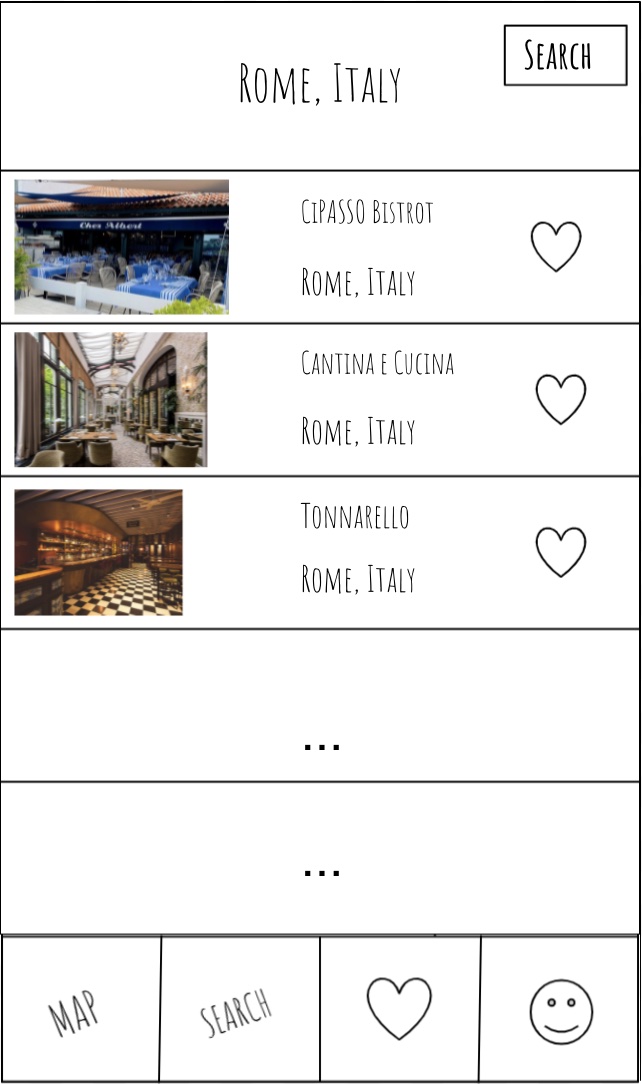 Rome, Italy
Search
Chez Albert
CiPASSO Bistrot
Rome, Italy
Cantina e Cucina
Rome, Italy
Tonnarello
Rome, Italy
...
...
MAP
SEARCH